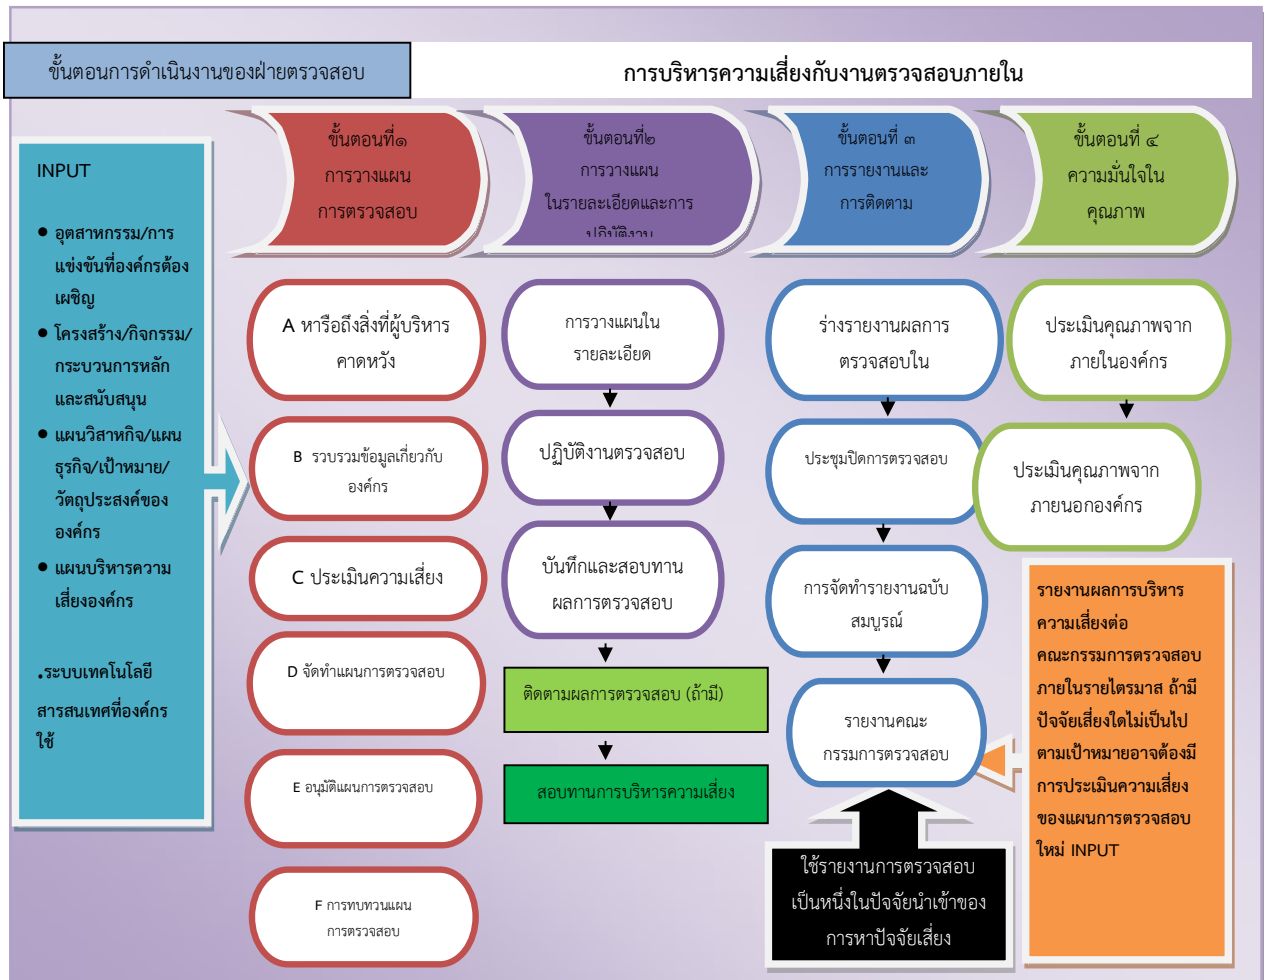 ขั้นตอนการดำเนินงานของฝ่ายตรวจสอบ
การบริหารความเสี่ยงกับงานตรวจสอบภายใน
INPUT
● อุตสาหกรรม/การ
แข่งขันที่องค์กรต้อง
เผชิญ
● โครงสร้าง/กิจกรรม/
กระบวนการหลัก
และสนับสนุน
● แผนวิสาหกิจ/แผน
ธุรกิจ/เป้าหมาย/
วัตถุประสงค์ของ
องค์กร
● แผนบริหารความ
เสี่ยงองค์กร
.ระบบเทคโนโลยี
สารสนเทศที่องค์กร
ใช้
ขั้นตอนที่๑
การวางแผน
การตรวจสอบ
A หารือถึงสิ่งที่ผู้บริหาร
คาดหวัง
B รวบรวมข้อมูลเกี่ยวกับ
องค์กร
C ประเมินความเสี่ยง
D จัดทำแผนการตรวจสอบ
E อนุมัติแผนการตรวจสอบ
F การทบทวนแผน
การตรวจสอบ
ขั้นตอนที่๒
การวางแผน
ในรายละเอียดและการ
ปฏิบัติงาน
การวางแผนใน
รายละเอียด
ปฏิบัติงานตรวจสอบ
บันทึกและสอบทาน
ผลการตรวจสอบ
ติดตามผลการตรวจสอบ (ถ้ามี)
สอบทานการบริหารความเสี่ยง
ขั้นตอนที่ ๓
การรายงานและ
การติดตาม
ร่างรายงานผลการ
ตรวจสอบใน
ประชุมปิดการตรวจสอบ
การจัดทำรายงานฉบับ
สมบูรณ์
รายงานคณะ
กรรมการตรวจสอบ
ใช้รายงานการตรวจสอบ
เป็นหนึ่งในปัจจัยนำเข้าของ
การหาปัจจัยเสี่ยง
ขั้นตอนที่ ๔
ความมั่นใจใน
คุณภาพ
ประเมินคุณภาพจาก
ภายในองค์กร
ประเมินคุณภาพจาก
ภายนอกองค์กร
รายงานผลการบริหาร
ความเสี่ยงต่อ
คณะกรรมการตรวจสอบ
ภายในรายไตรมาส ถ้ามี
ปัจจัยเสี่ยงใดไม่เป็นไป
ตามเป้าหมายอาจต้องมี
การประเมินความเสี่ยง
ของแผนการตรวจสอบ
ใหม่ INPUT